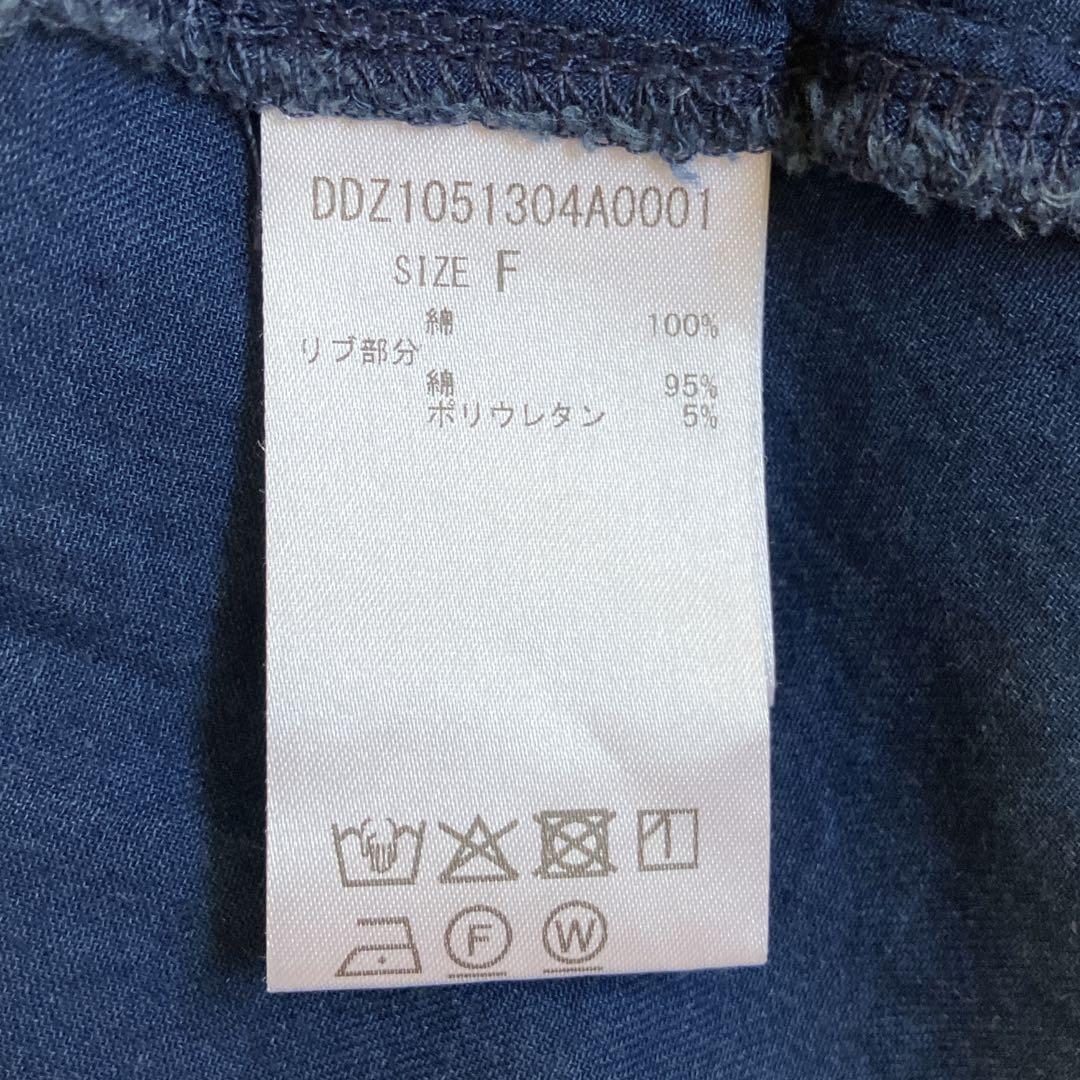 DDZ1051304A0001
SIZE F
綿 100%
リブ部分
綿 95%
ポリウレタン 5%
F W